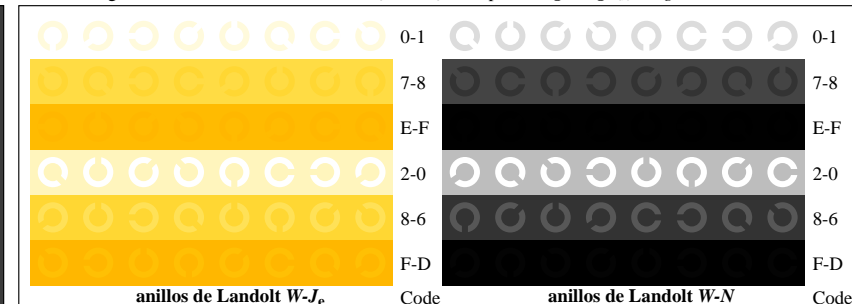 0-1 0-1
7-8 7-8
E-F E-F
2-0 2-0
8-6 8-6
F-D F-D
anillos de Landolt W-Je Code anillos de Landolt W-N Code